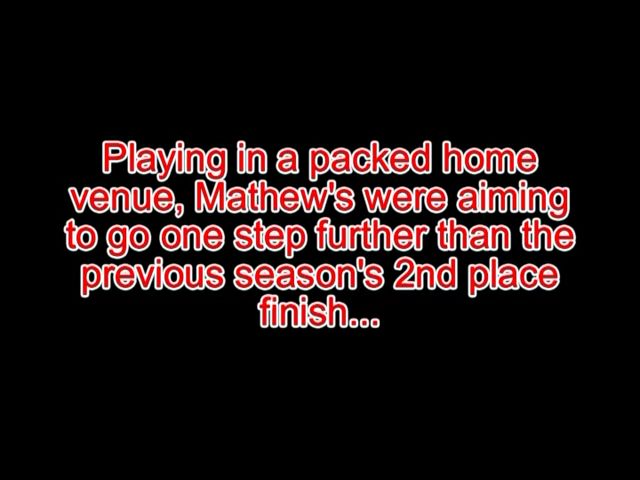 Playing in a packed home
venue, Mathew's were aiming
to go one step further than the
previous season's 2nd place
finish...